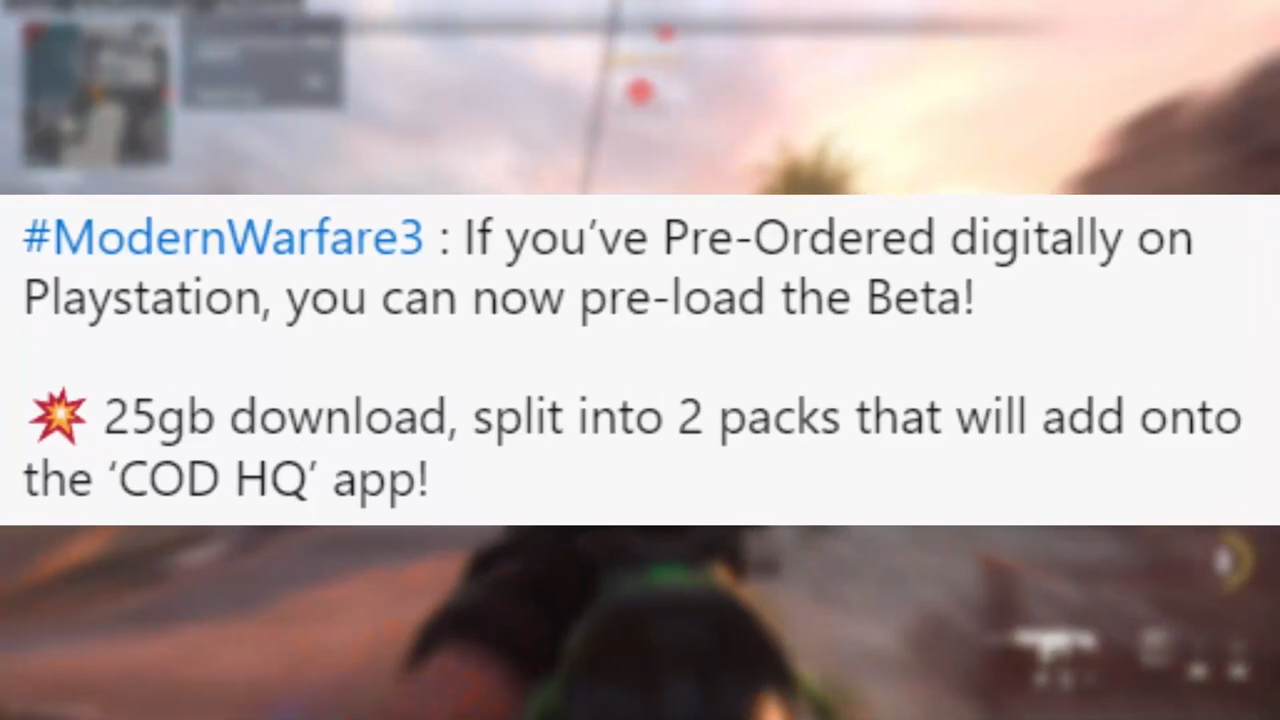 #ModernWarfare3 : If you’ve Pre-Ordered digitally on
Playstation, you can now pre-load the Beta!
💥 25gb download, split into 2 packs that will add onto
the ‘COD HQ’ app!